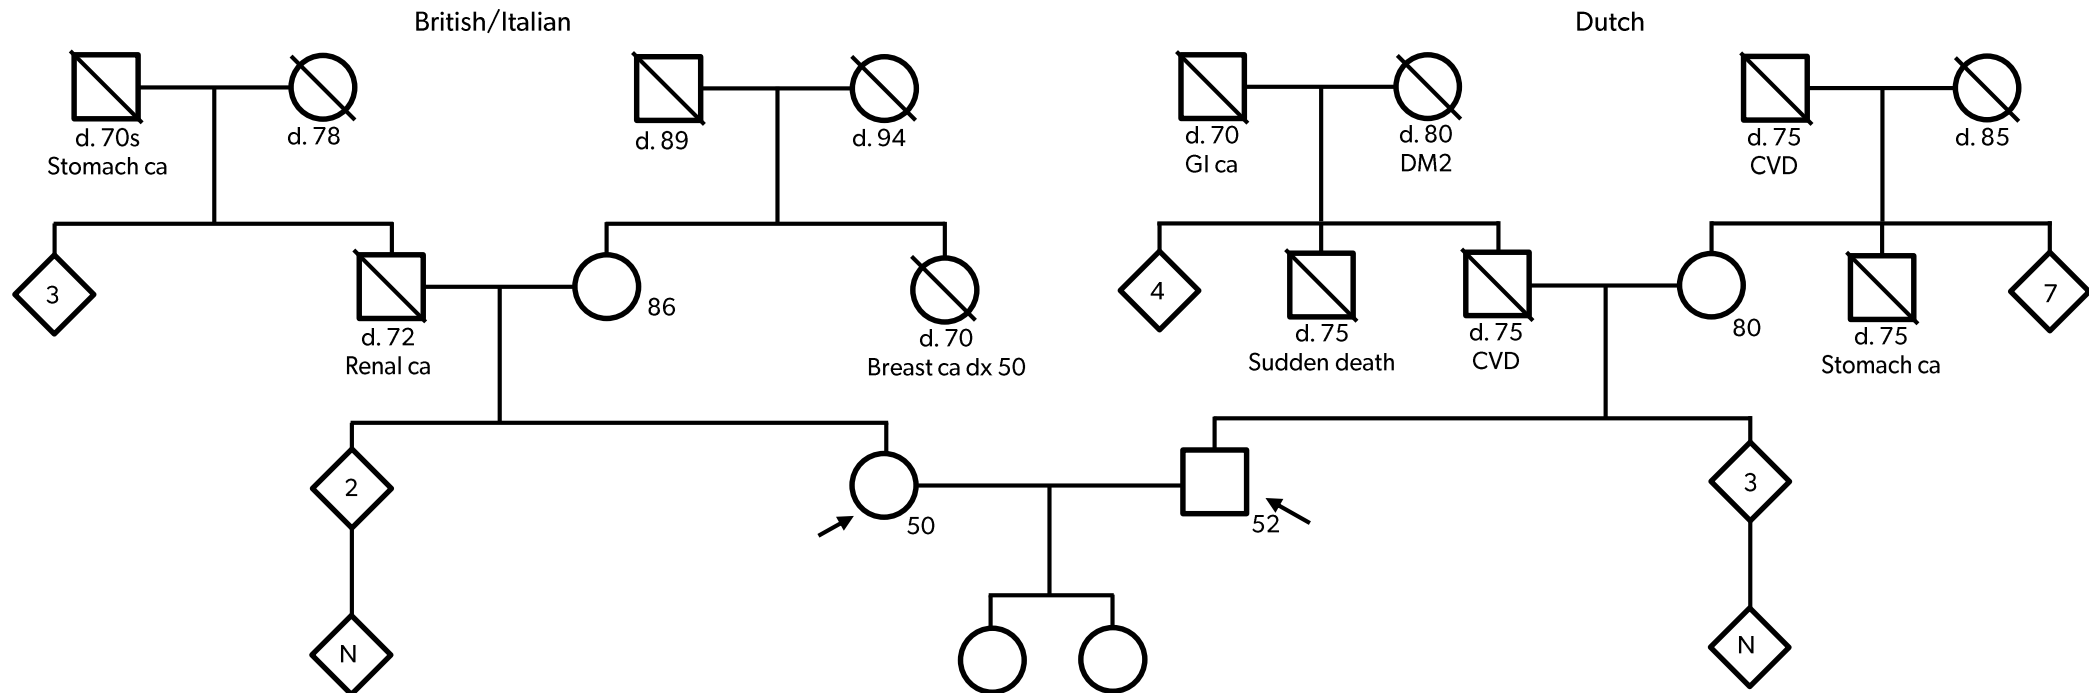 British/Italian
Dutch
d. 70s
Stomach ca
d. 78
d. 89
d. 94
d. 70
GI ca
d. 80
DM2
d. 75
CVD
d. 85
3
d. 72
Renal ca
86
d. 70
Breast ca dx 50
4
d. 75
Sudden death
d. 75
CVD
80
d. 75
Stomach ca
7
2
50
52
3
N
N